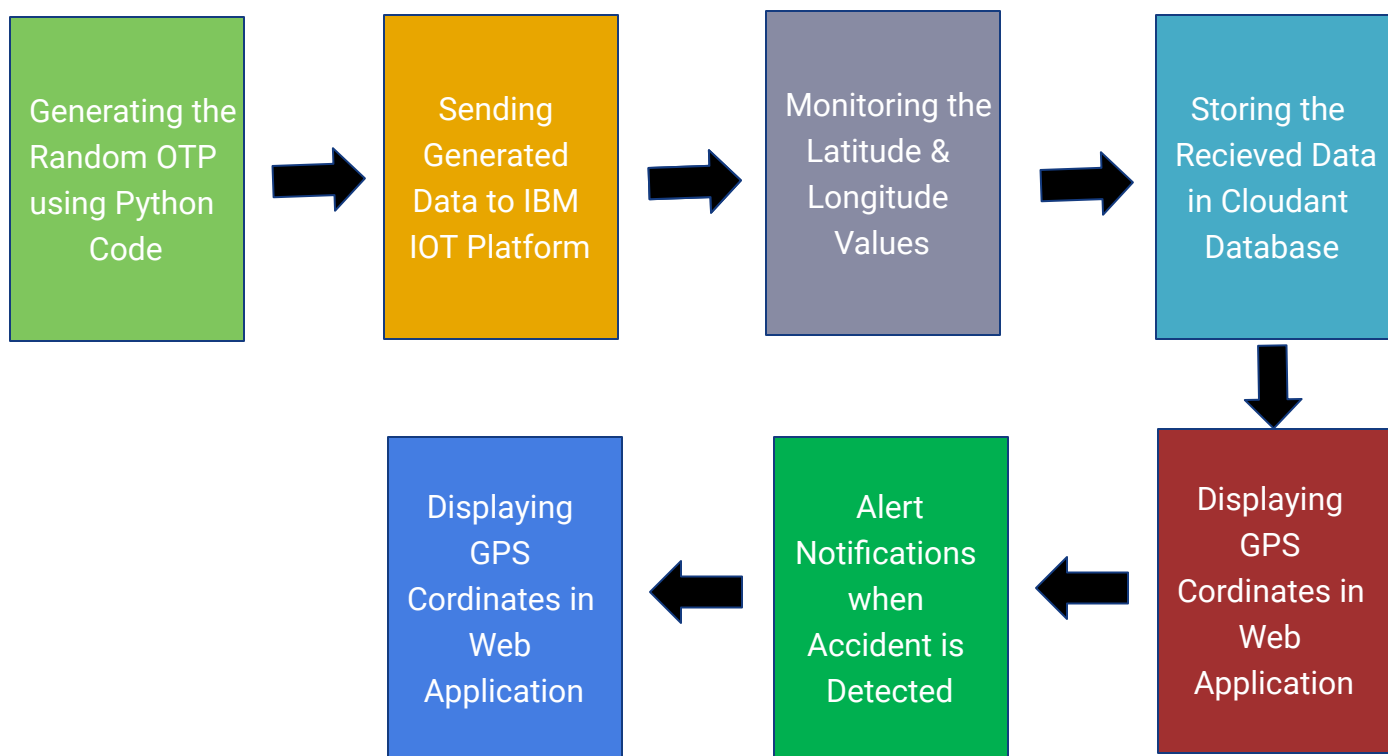 Generating the
Random OTP
using Python
Code
Sending
Generated
Data to IBM
IOT Platform
Monitoring the
Latitude &
Longitude
Values
Storing the
Recieved Data
in Cloudant
Database
Displaying
GPS
Cordinates in
Web
Application
Alert
Notifications
when
Accident is
Detected
Displaying
GPS
Cordinates in
Web
Application